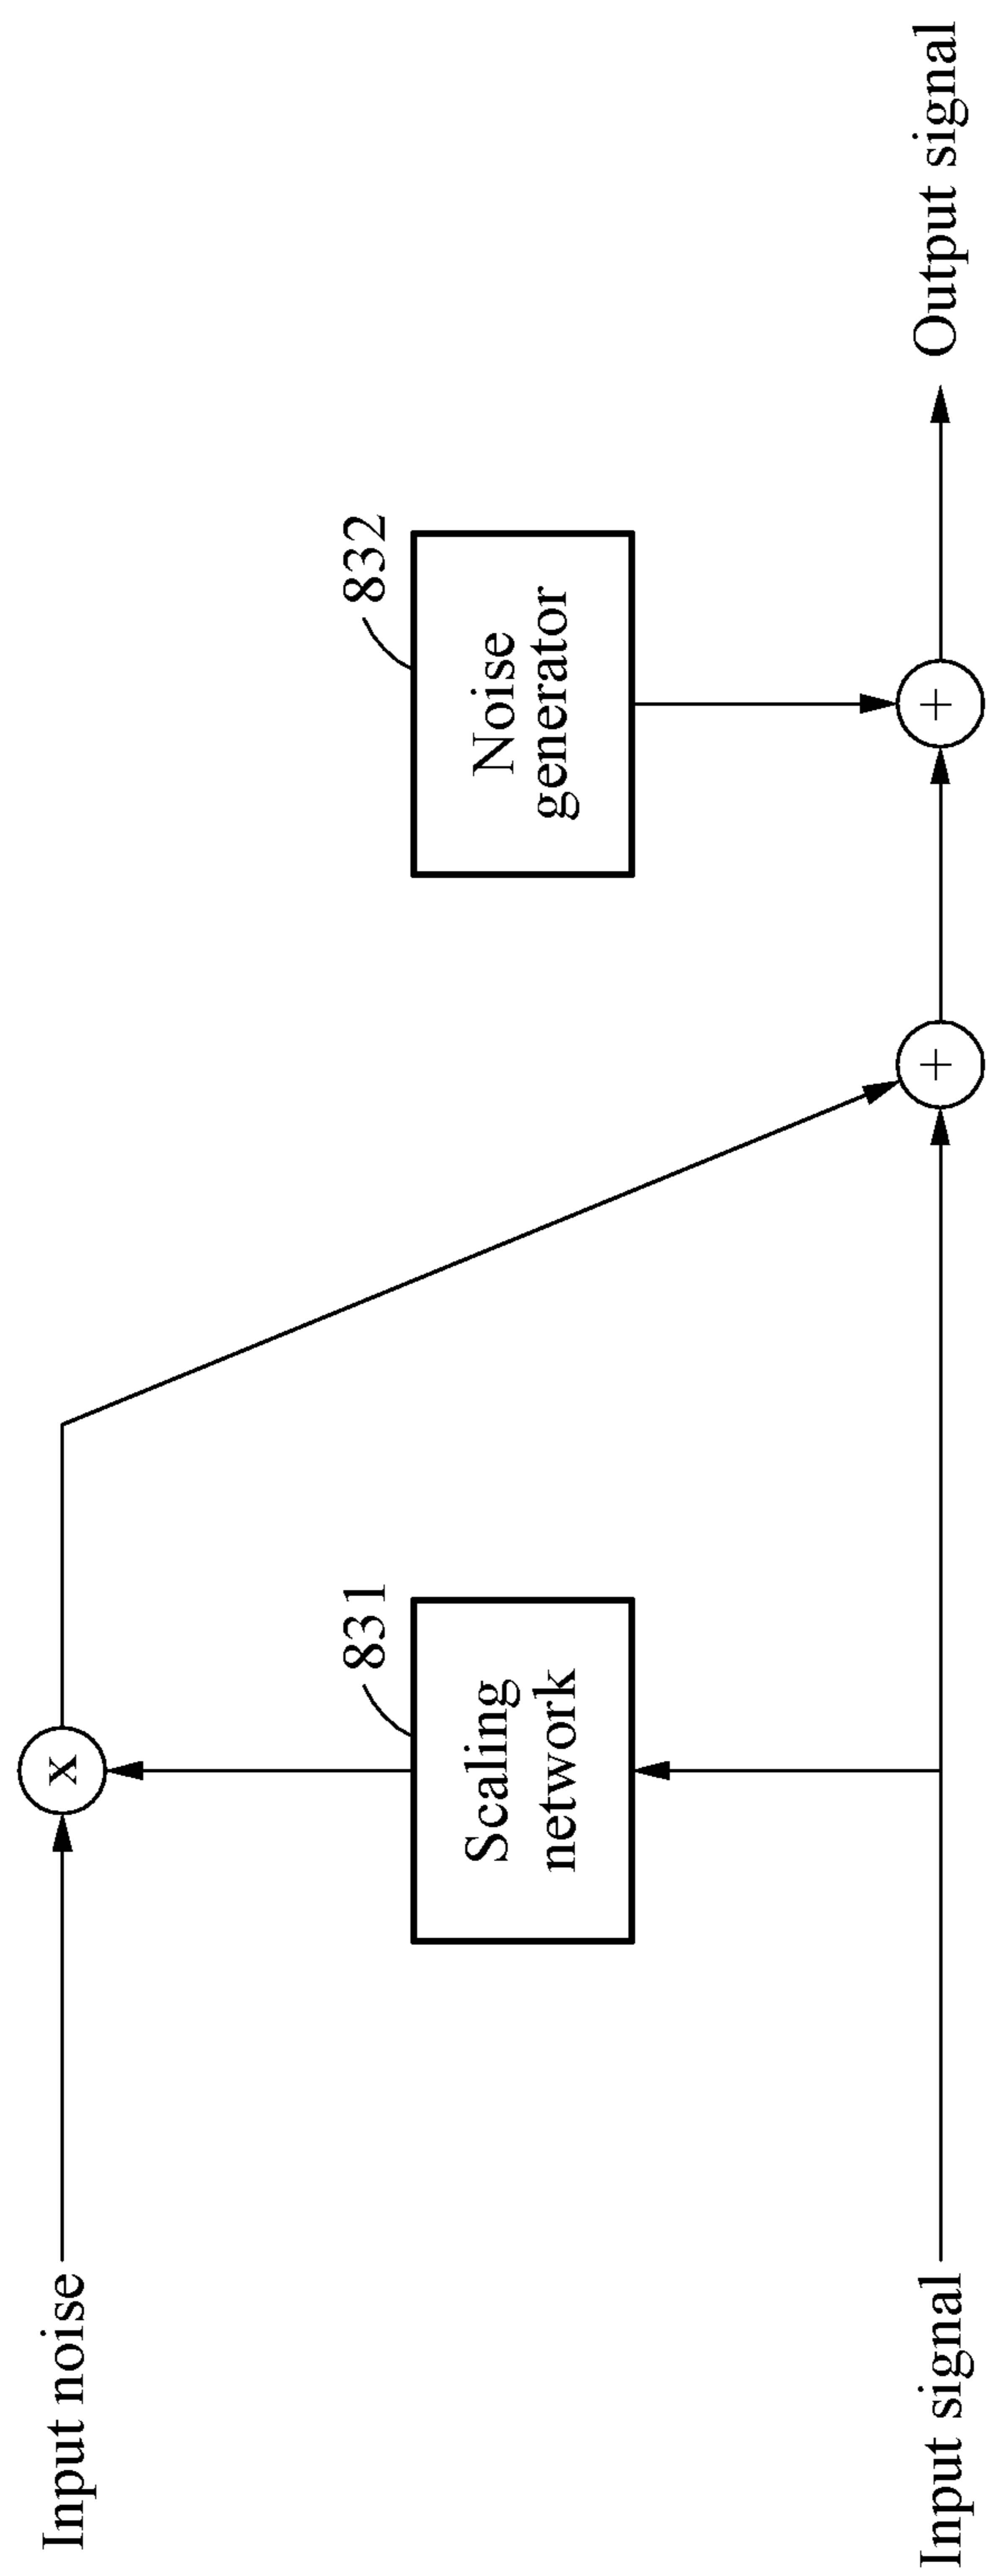 Input noise
x
831
Scaling
network
832
Noise
generator
Input signal
+
+
Output signal